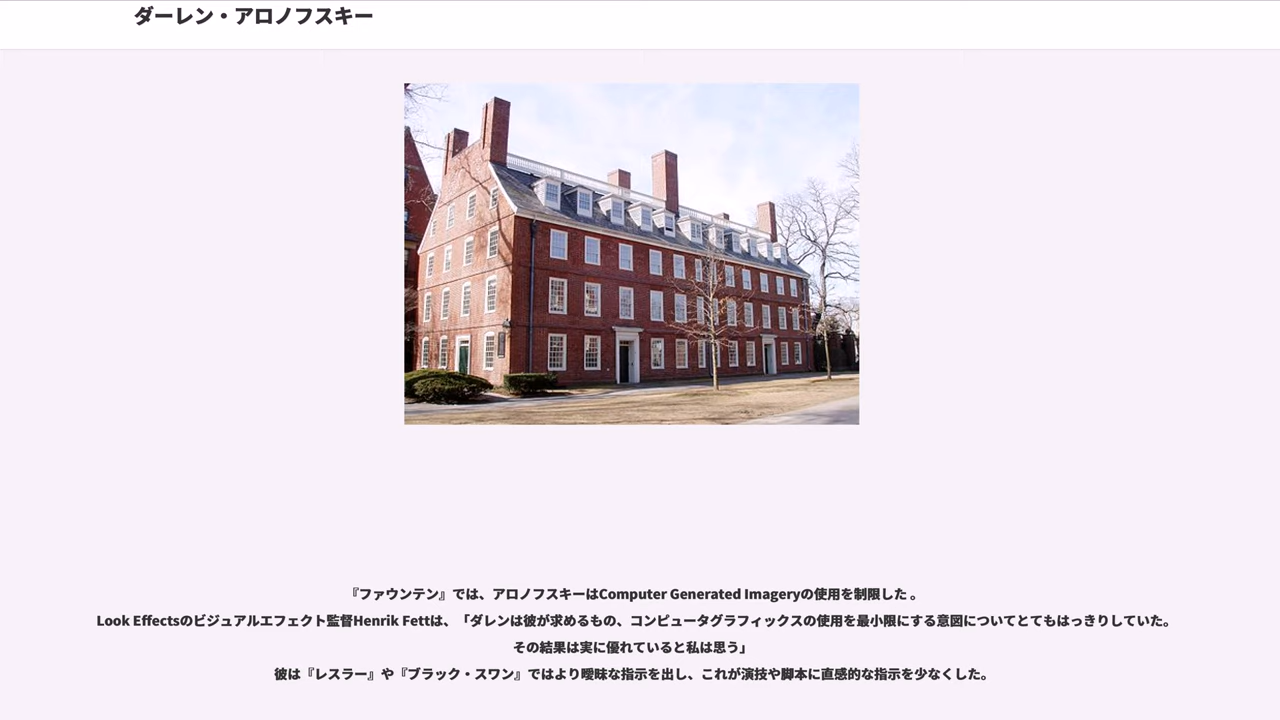 ダーレン・アロノフスキー
『ファウンテン』では、アロノフスキーはComputer Generated Imageryの使用を制限した 。
Look Effectsのビジュアルエフェクト監督Henrik Fettは、「ダレンは彼が求めるもの、コンピュータグラフィックスの使用を最小限にする意図についてとてもはっきりしていた。
その結果は実に優れていると私は思う」
彼は『レスラー』や『ブラック・スワン』ではより曖昧な指示を出し、これが演技や脚本に直感的な指示を少なくした。